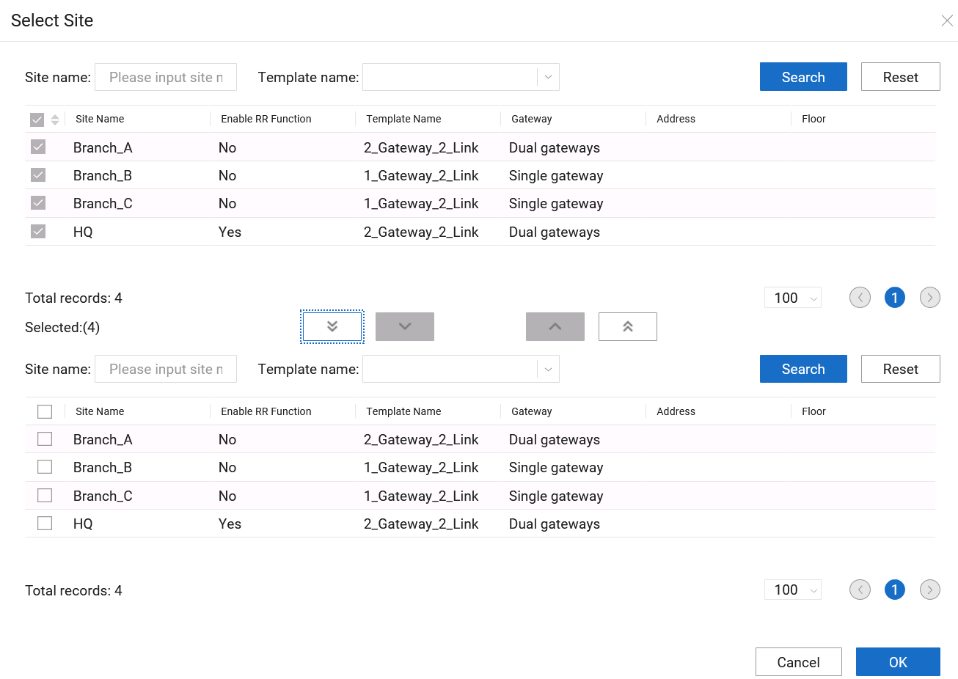 Select Site
Site name: Please input site n Template name: Search Reset
Site Name Enable RR Function Template Name Gateway Address Floor
Branch_A No 2_Gateway_2_Link Dual gateways
Branch_B No 1_Gateway_2_Link Single gateway
Branch_C No 1_Gateway_2_Link Single gateway
HQ Yes 2_Gateway_2_Link Dual gateways
Total records: 4 100 1
Selected:(4)
Site name: Please input site n Template name: Search Reset
Site Name Enable RR Function Template Name Gateway Address Floor
Branch_A No 2_Gateway_2_Link Dual gateways
Branch_B No 1_Gateway_2_Link Single gateway
Branch_C No 1_Gateway_2_Link Single gateway
HQ Yes 2_Gateway_2_Link Dual gateways
Total records: 4 100 1
Cancel OK